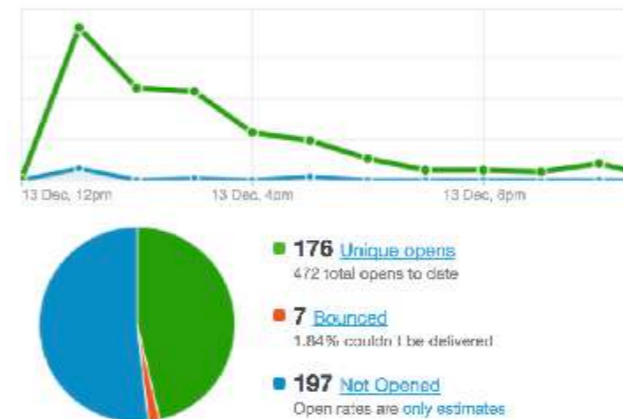 13 Dec, 12pm 13 Dec, 4pm 13 Dec, 8pm
176 Unique opens
472 total opens to date
7 Bounced
1.84% couldn't be delivered
197 Not Opened
Open rates are only estimates